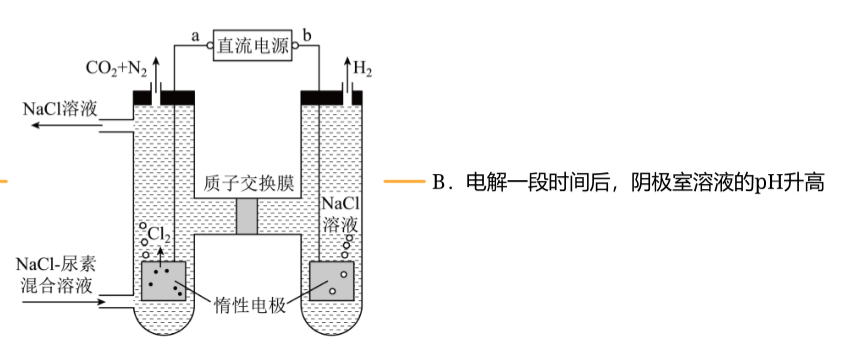 a
直流电源
b
CO₂+N₂
H₂
NaCl溶液
质子交换膜
NaCl
溶液
Cl₂
NaCl-尿素
混合溶液
惰性电极
B. 电解一段时间后，阴极室溶液的pH升高